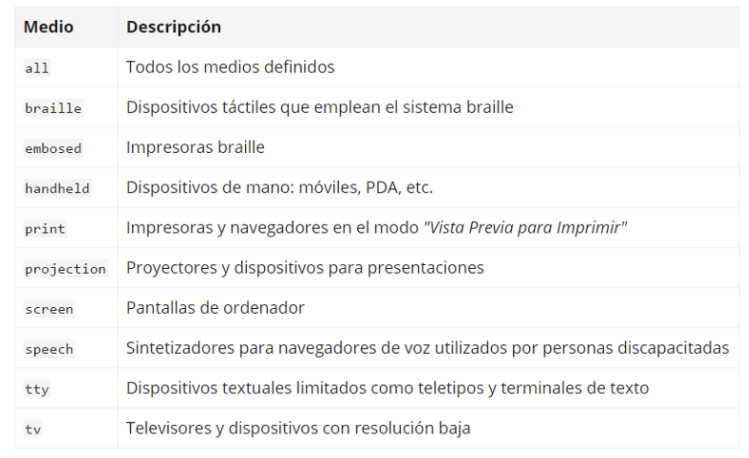 Medio Descripción
all Todos los medios definidos
braille Dispositivos táctiles que emplean el sistema braille
embosed Impresoras braille
handheld Dispositivos de mano: móviles, PDA, etc.
print Impresoras y navegadores en el modo "Vista Previa para Imprimir"
projection Proyectores y dispositivos para presentaciones
screen Pantallas de ordenador
speech Sintetizadores para navegadores de voz utilizados por personas discapacitadas
tty Dispositivos textuales limitados como teletipos y terminales de texto
tv Televisores y dispositivos con resolución baja